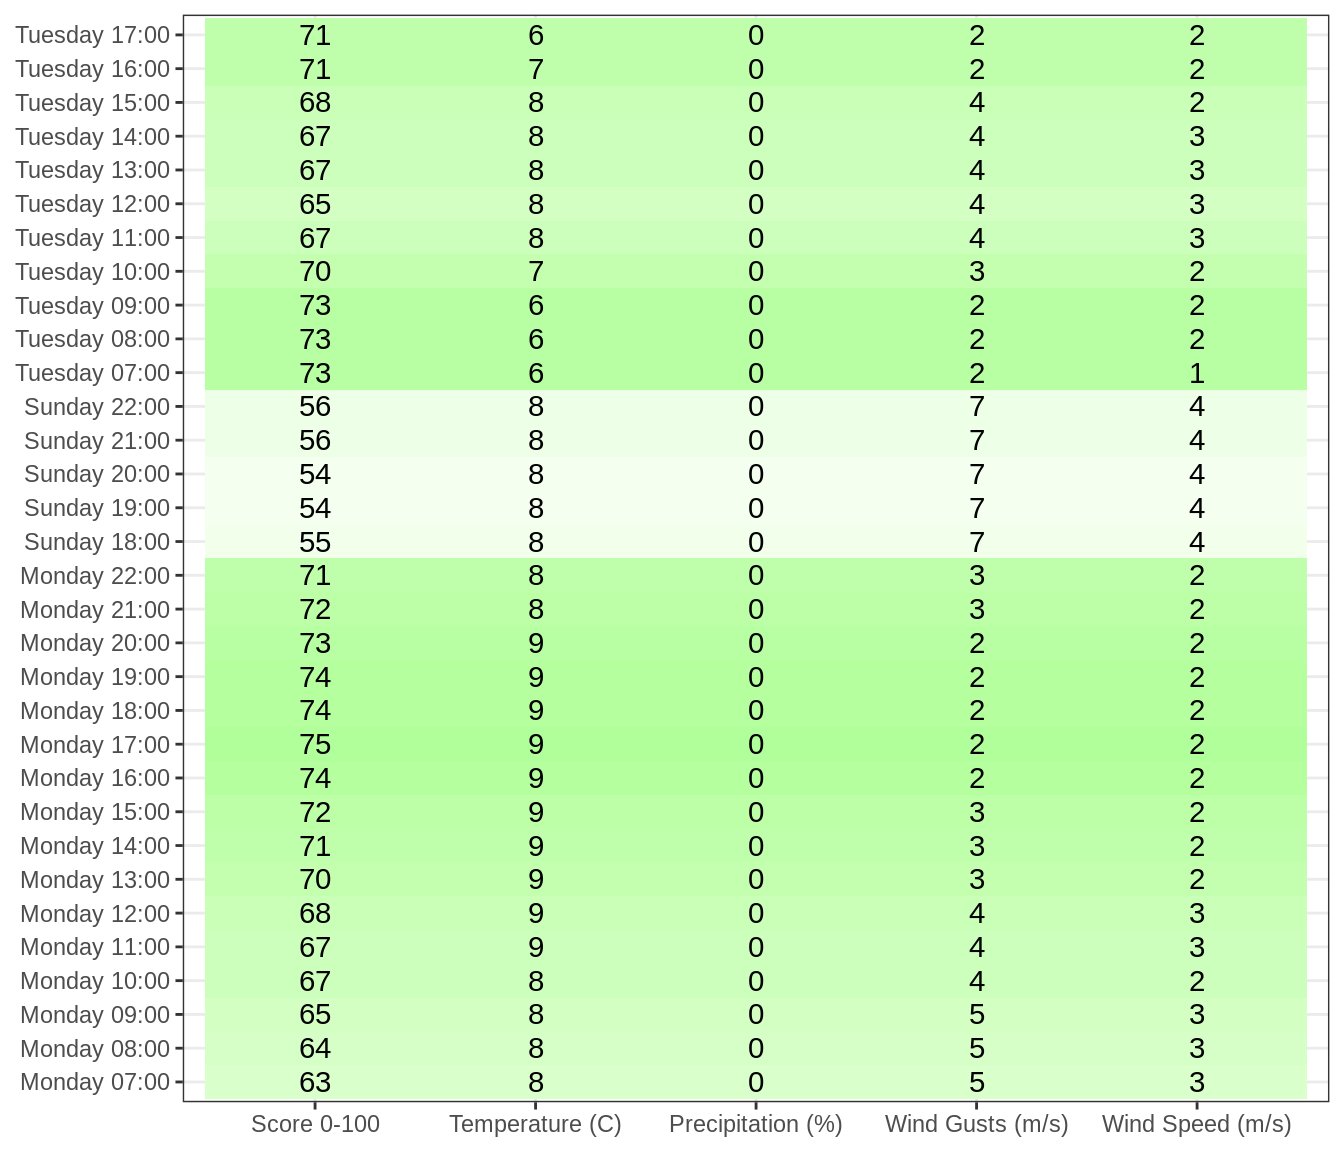 Tuesday 17:00 71 6 0 2 2
Tuesday 16:00 71 7 0 2 2
Tuesday 15:00 68 8 0 4 2
Tuesday 14:00 67 8 0 4 3
Tuesday 13:00 67 8 0 4 3
Tuesday 12:00 65 8 0 4 3
Tuesday 11:00 67 8 0 4 3
Tuesday 10:00 70 7 0 3 2
Tuesday 09:00 73 6 0 2 2
Tuesday 08:00 73 6 0 2 2
Tuesday 07:00 73 6 0 2 1
Sunday 22:00 56 8 0 7 4
Sunday 21:00 56 8 0 7 4
Sunday 20:00 54 8 0 7 4
Sunday 19:00 54 8 0 7 4
Sunday 18:00 55 8 0 7 4
Monday 22:00 71 8 0 3 2
Monday 21:00 72 8 0 3 2
Monday 20:00 73 9 0 2 2
Monday 19:00 74 9 0 2 2
Monday 18:00 74 9 0 2 2
Monday 17:00 75 9 0 2 2
Monday 16:00 74 9 0 2 2
Monday 15:00 72 9 0 3 2
Monday 14:00 71 9 0 3 2
Monday 13:00 70 9 0 3 2
Monday 12:00 68 9 0 4 3
Monday 11:00 67 9 0 4 3
Monday 10:00 67 8 0 4 2
Monday 09:00 65 8 0 5 3
Monday 08:00 64 8 0 5 3
Monday 07:00 63 8 0 5 3
Score 0-100 Temperature (C) Precipitation (%) Wind Gusts (m/s) Wind Speed (m/s)